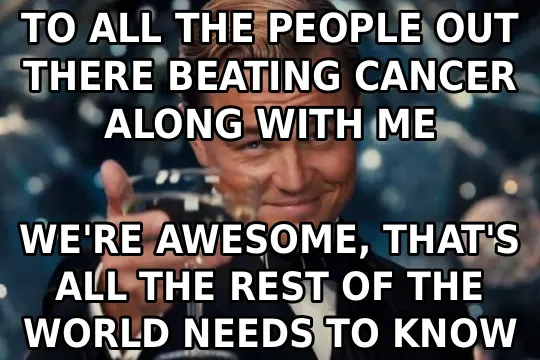 TO ALL THE PEOPLE OUT
THERE BEATING CANCER
ALONG WITH ME
WE'RE AWESOME, THAT'S
ALL THE REST OF THE
WORLD NEEDS TO KNOW